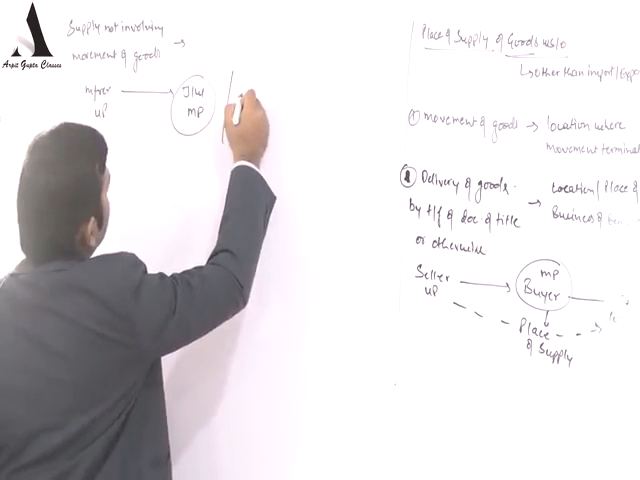 Arpit Gupta Classes
Supply not involving
movement of goods →
mfrer → J/W
UP MP
Place of Supply of Goods u/s 10
↳ other than import/Expo
① movement of goods → location where
movement terminat
② Delivery of goods → Location/Place of
by t/f of doc. of title Business of
or otherwise
Seller → MP Buyer
UP
Place
of Supply